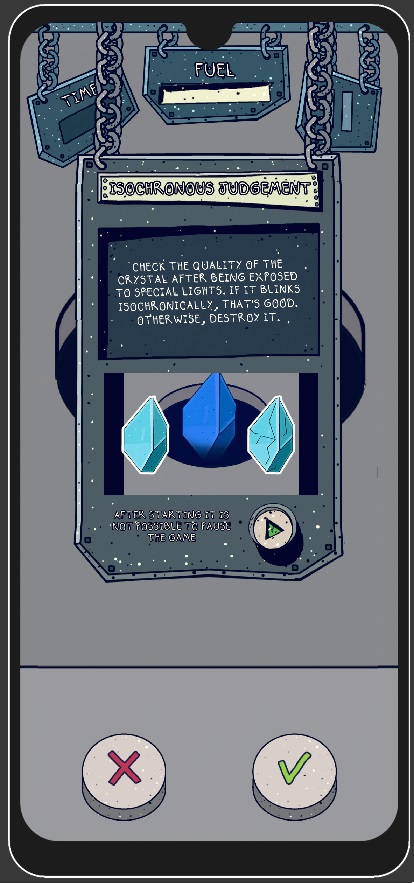 TIME
FUEL
ISOCHRONOUS JUDGEMENT
CHECK THE QUALITY OF THE
CRYSTAL AFTER BEING EXPOSED
TO SPECIAL LIGHTS. IF IT BLINKS
ISOCHRONICALLY, THAT'S GOOD.
OTHERWISE, DESTROY IT.
AFTER STARTING IT IS
NOT POSSIBLE TO PAUSE
THE GAME